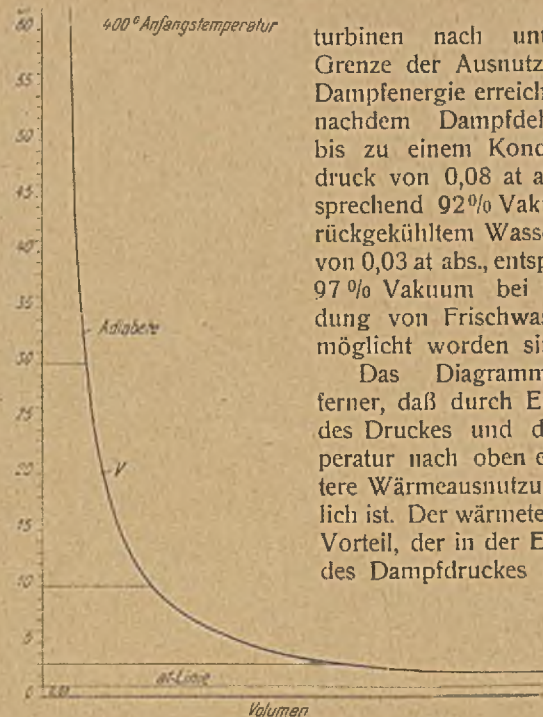 400° Anfangstemperatur
60
55
50
45
40
35
30
25
20
15
10
5
0
Adiabate
V
at-Linie
Volumen
turbinen nach unt
Grenze der Ausnutz
Dampfenergie erreich
nachdem Dampfdeh
bis zu einem Kond
druck von 0,08 at a
sprechend 92% Vak
rückgekühltem Wass
von 0,03 at abs., entsp
97% Vakuum bei
dung von Frischwas
möglicht worden si
Das Diagramm
ferner, daß durch E
des Druckes und d
peratur nach oben e
tere Wärmeausnutzu
lich ist. Der wärmete
Vorteil, der in der E
des Dampfdruckes